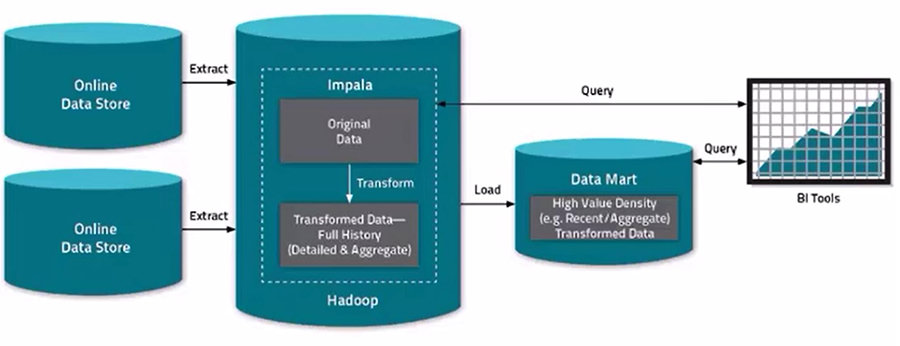 Online
Data Store
Extract
Online
Data Store
Extract
Impala
Original
Data
Transform
Transformed Data—
Full History
(Detailed & Aggregate)
Hadoop
Load
Query
Data Mart
High Value Density
(e.g. Recent/Aggregate)
Transformed Data
Query
BI Tools